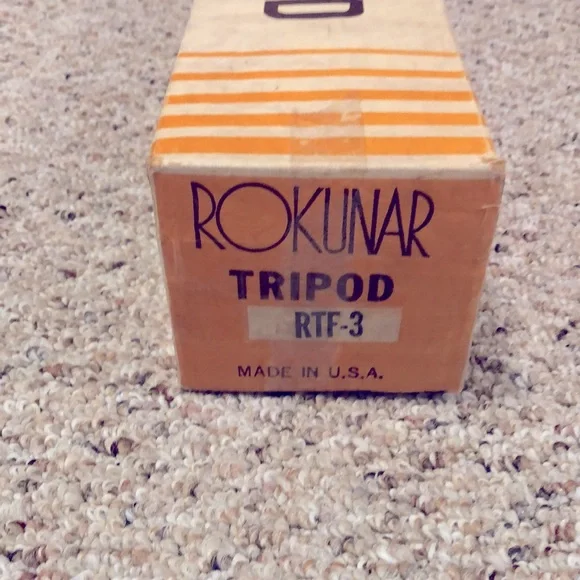 ROKUNAR
TRIPOD
RTF-3
MADE IN U.S.A.